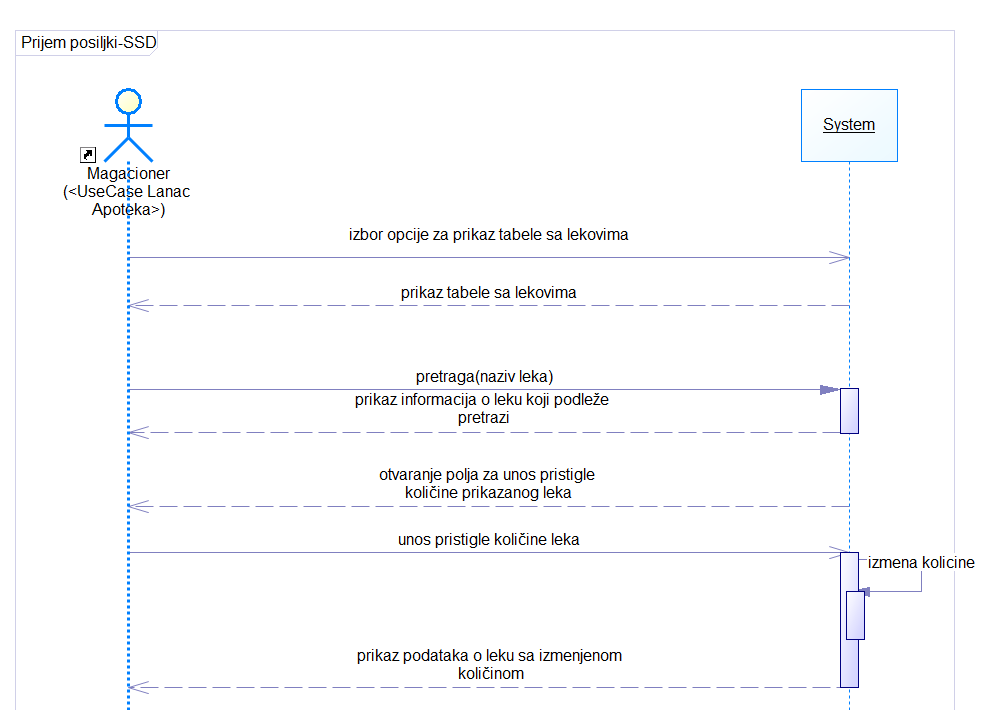 Prijem posiljki-SSD
System
Magacioner
(<UseCase Lanac
Apoteka>)
izbor opcije za prikaz tabele sa lekovima
prikaz tabele sa lekovima
pretraga(naziv leka)
prikaz informacija o leku koji podleže
pretrazi
otvaranje polja za unos pristigle
količine prikazanog leka
unos pristigle količine leka
izmena kolicine
prikaz podataka o leku sa izmenjenom
količinom